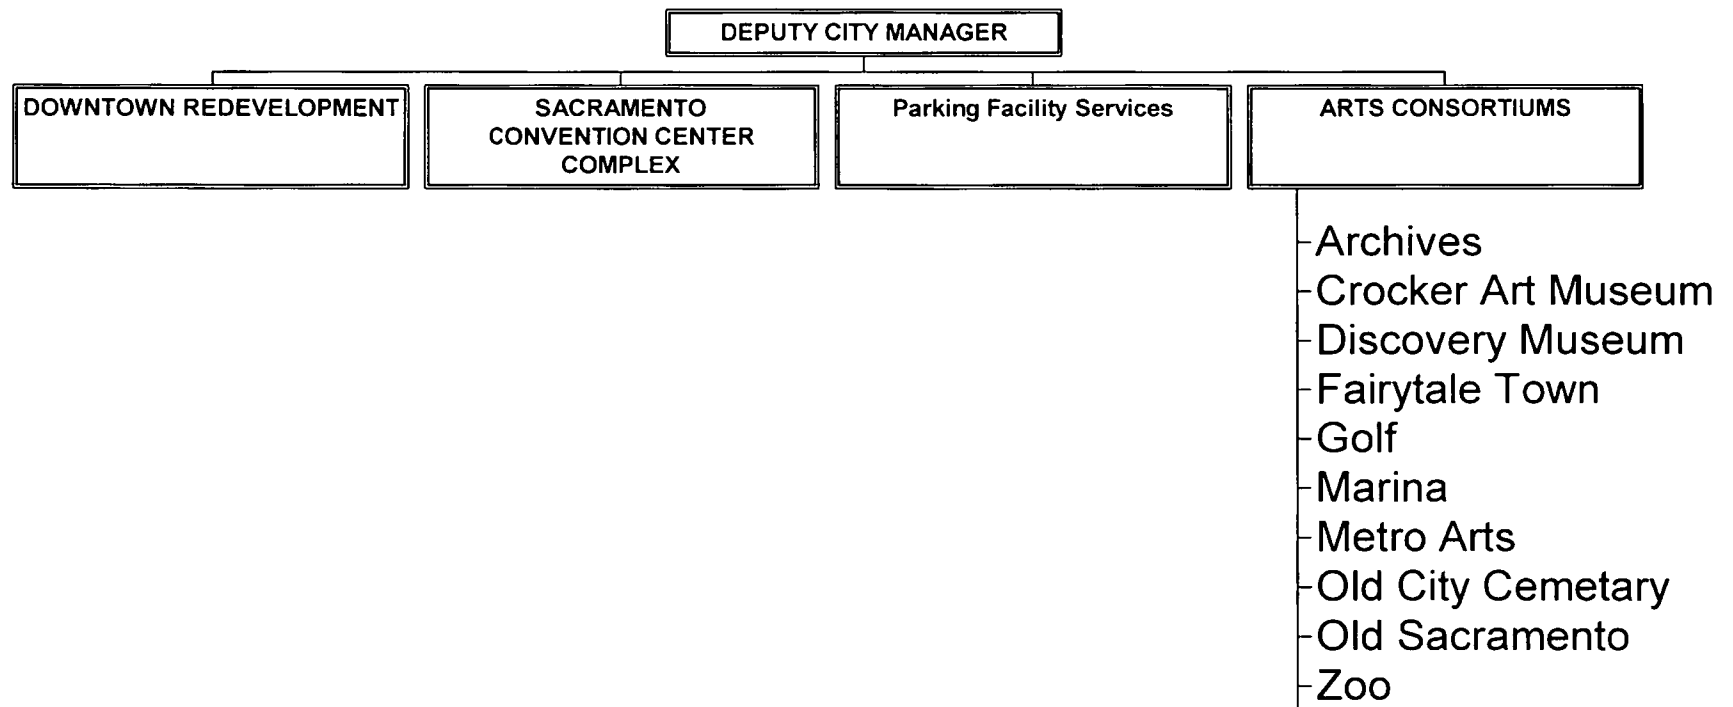 DEPUTY CITY MANAGER
DOWNTOWN REDEVELOPMENT
SACRAMENTO
CONVENTION CENTER
COMPLEX
Parking Facility Services
ARTS CONSORTIUMS
Archives
Crocker Art Museum
Discovery Museum
Fairytale Town
Golf
Marina
Metro Arts
Old City Cemetary
Old Sacramento
Zoo